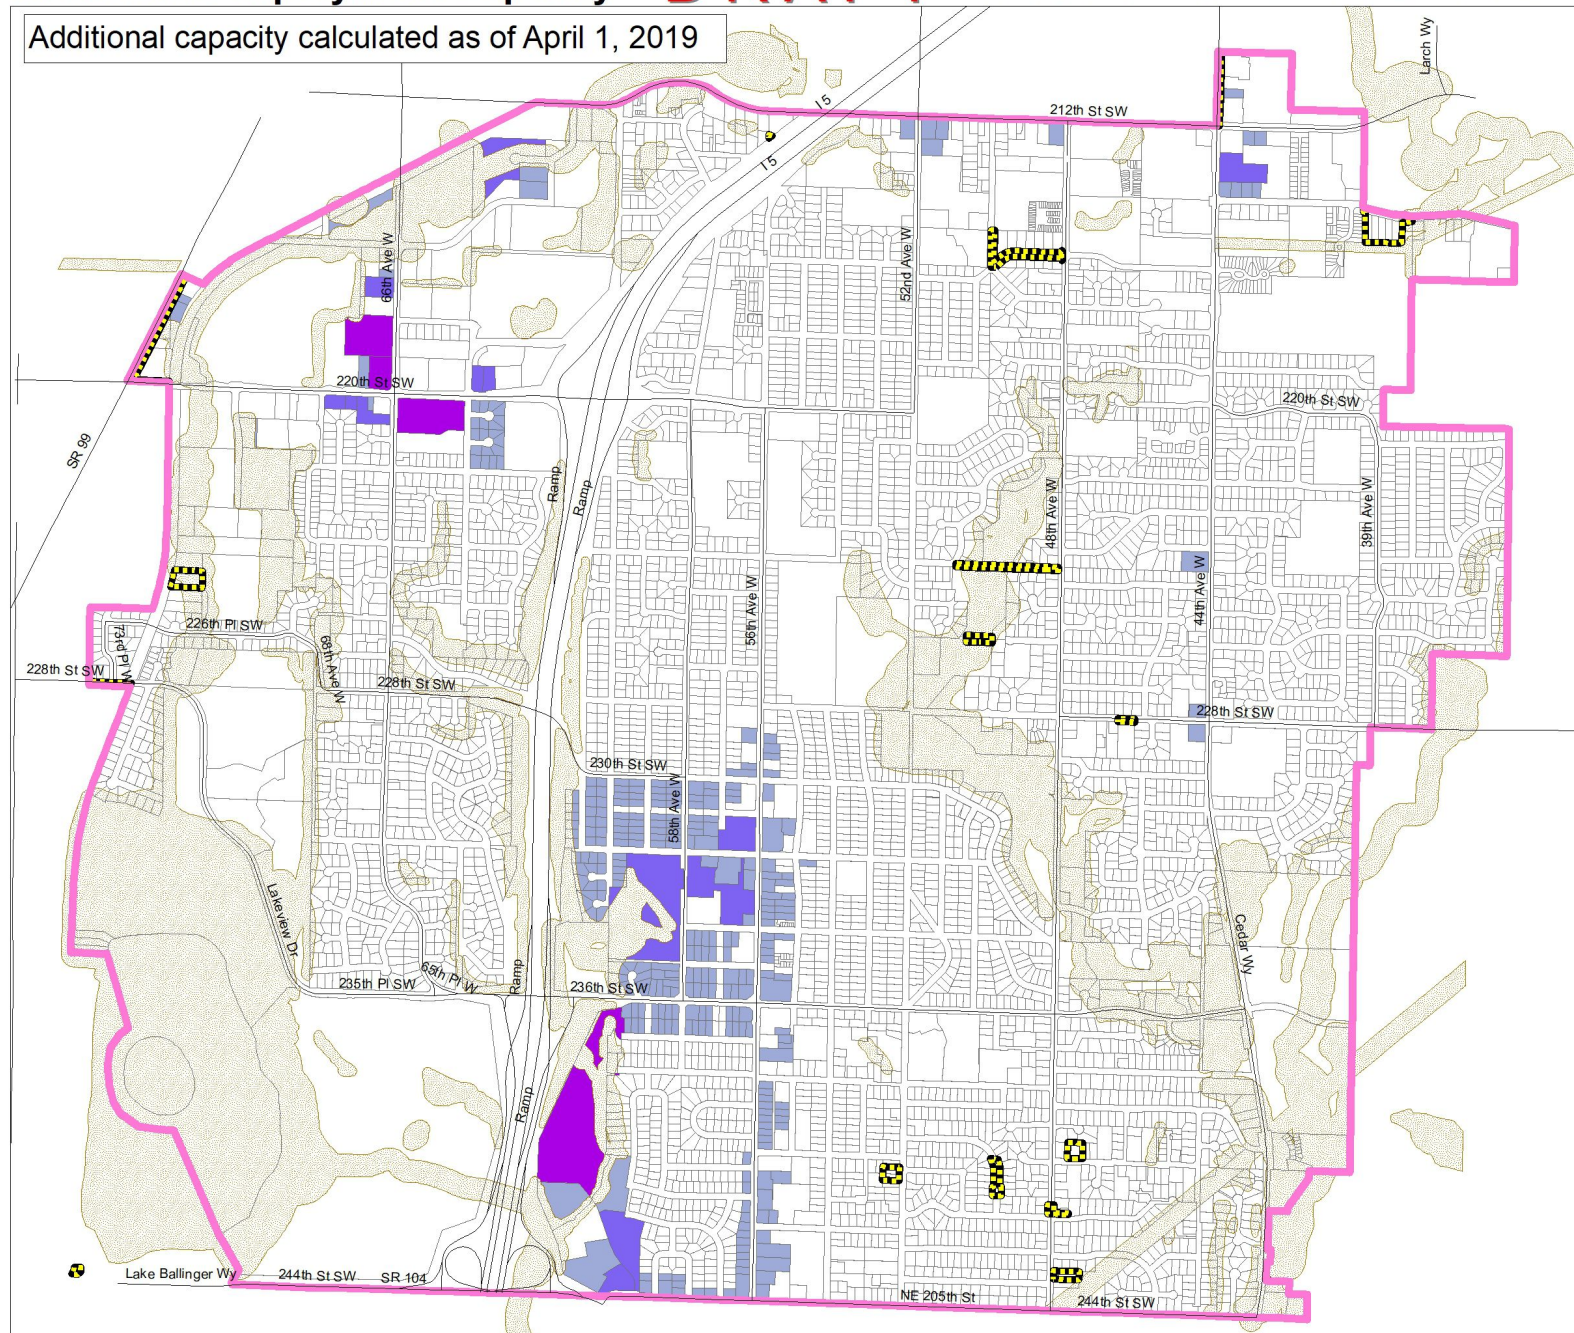 Additional capacity calculated as of April 1, 2019
Larch Wy
I 5
212th St SW
I 5
66th Ave W
52nd Ave W
220th St SW
220th St SW
SR 99
Ramp
Ramp
48th Ave W
39th Ave W
44th Ave W
56th Ave W
226th Pl SW
73rd Pl W
68th Ave W
228th St SW
228th St SW
228th St SW
230th St SW
58th Ave W
Lakeview Dr
Cedar Wy
65th Pl W
Ramp
235th Pl SW
236th St SW
Ramp
Lake Ballinger Wy
244th St SW
SR 104
NE 205th St
244th St SW